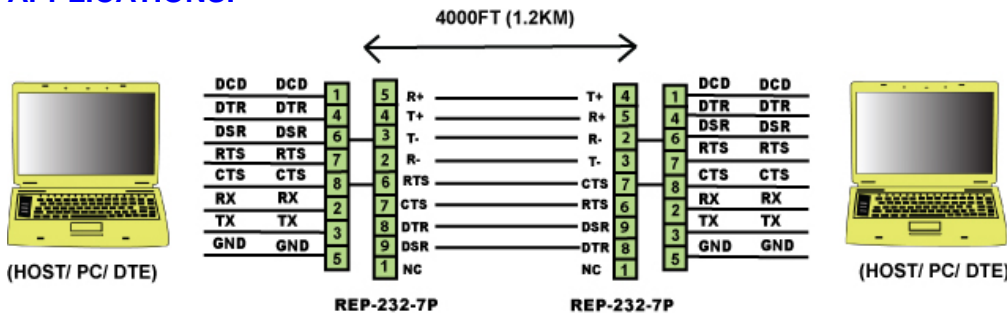 APPLICATIONS:
4000FT (1.2KM)
DCD DCD 1 5 R+ T+ 4 1 DCD DCD
DTR DTR 4 4 T+ R+ 5 4 DTR DTR
DSR DSR 6 3 T- R- 2 6 DSR DSR
RTS RTS 7 2 R- T- 3 7 RTS RTS
CTS CTS 8 6 RTS CTS 7 8 CTS CTS
RX RX 2 7 CTS RTS 6 2 RX RX
TX TX 3 8 DTR DSR 9 3 TX TX
GND GND 5 9 DSR DTR 8 5 GND GND
1 NC NC 1
(HOST/ PC/ DTE) (HOST/ PC/ DTE)
REP-232-7P REP-232-7P